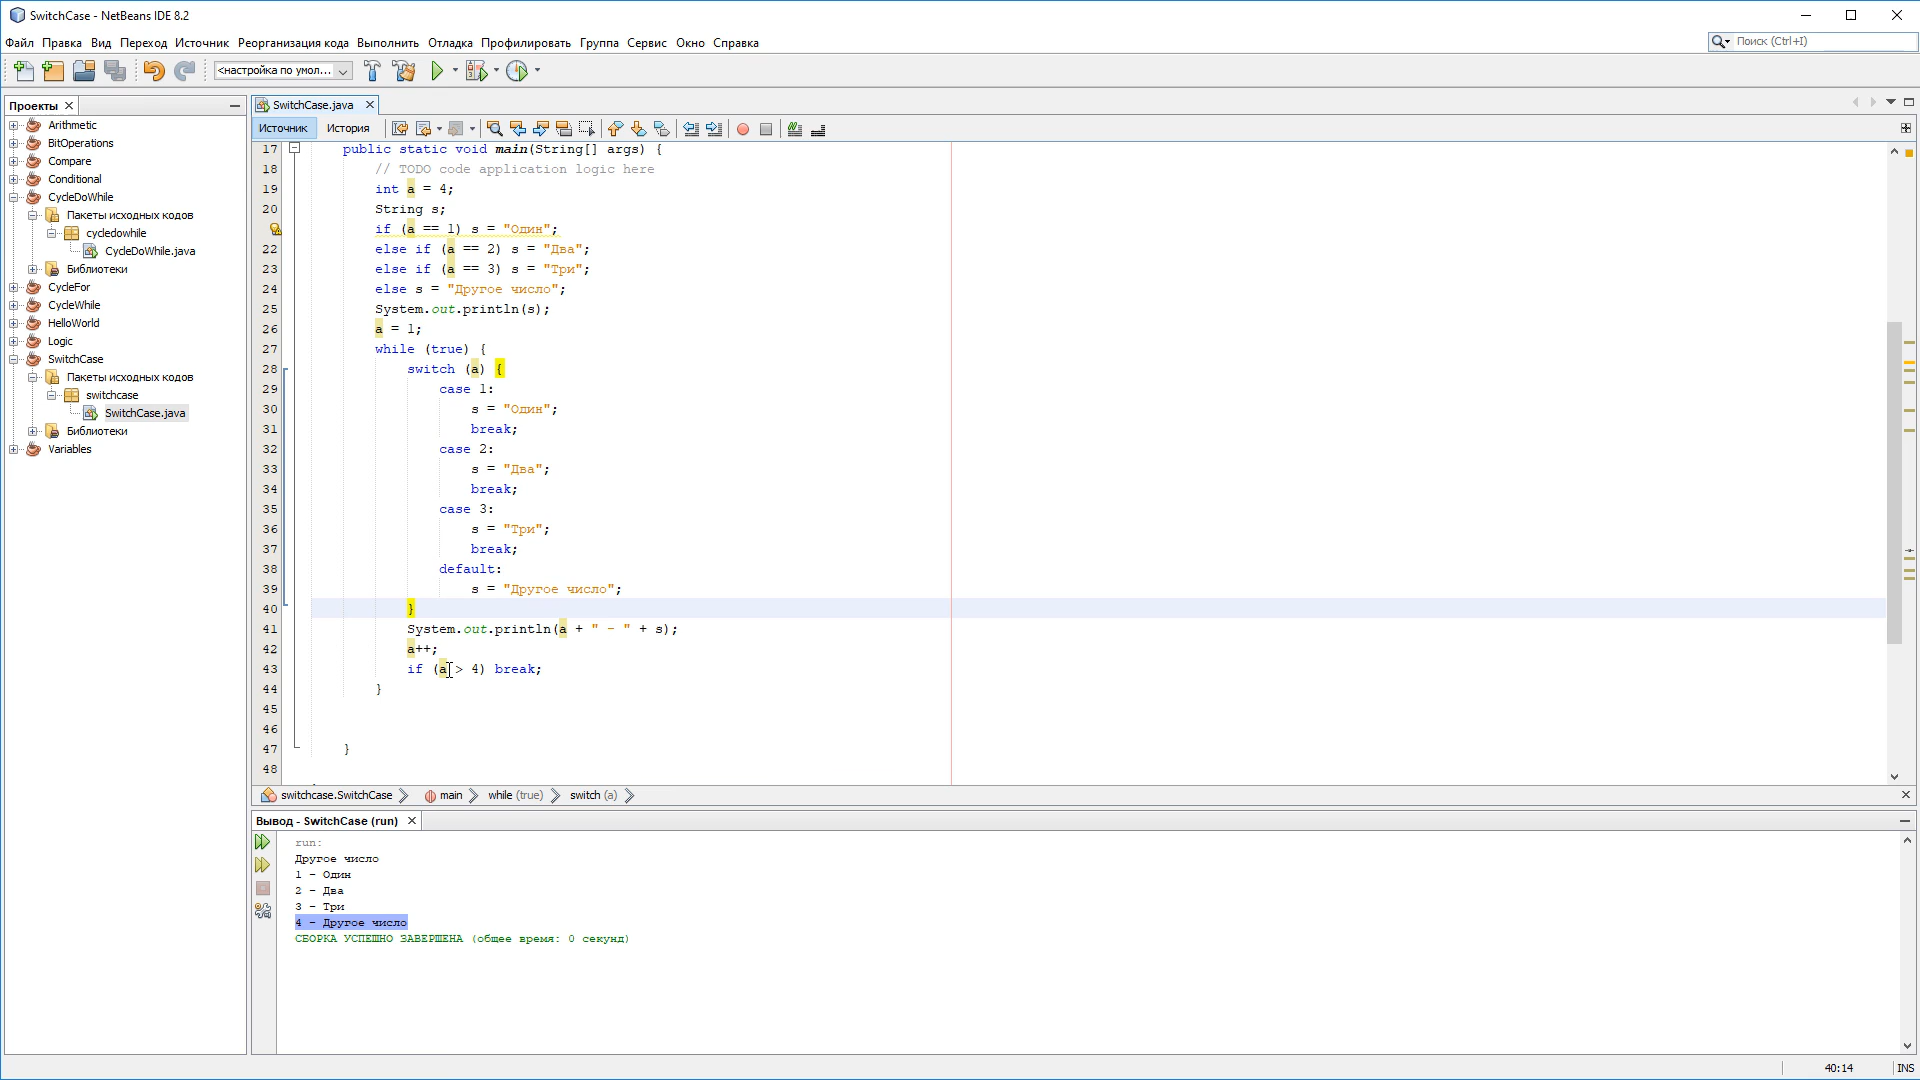 SwitchCase - NetBeans IDE 8.2
Файл Правка Вид Переход Источник Реорганизация кода Выполнить Отладка Профилировать Группа Сервис Окно Справка
Поиск (Ctrl+I)
<настройка по умол...
Проекты
SwitchCase.java
Источник История
Arithmetic
BitOperations
Compare
Conditional
CycleDoWhile
Пакеты исходных кодов
cycledowhile
CycleDoWhile.java
Библиотеки
CycleFor
CycleWhile
HelloWorld
Logic
SwitchCase
Пакеты исходных кодов
switchcase
SwitchCase.java
Библиотеки
Variables
17 public static void main(String[] args) {
18 // TODO code application logic here
19 int a = 4;
20 String s;
if (a == 1) s = "Один";
22 else if (a == 2) s = "Два";
23 else if (a == 3) s = "Три";
24 else s = "Другое число";
25 System.out.println(s);
26 a = 1;
27 while (true) {
28 switch (a) {
29 case 1:
30 s = "Один";
31 break;
32 case 2:
33 s = "Два";
34 break;
35 case 3:
36 s = "Три";
37 break;
38 default:
39 s = "Другое число";
40 }
41 System.out.println(a + " - " + s);
42 a++;
43 if (a > 4) break;
44 }
45
46
47 }
48
switchcase.SwitchCase main while (true) switch (a)
Вывод - SwitchCase (run)
run:
Другое число
1 - Один
2 - Два
3 - Три
4 - Другое число
СБОРКА УСПЕШНО ЗАВЕРШЕНА (общее время: 0 секунд)
40:14 INS